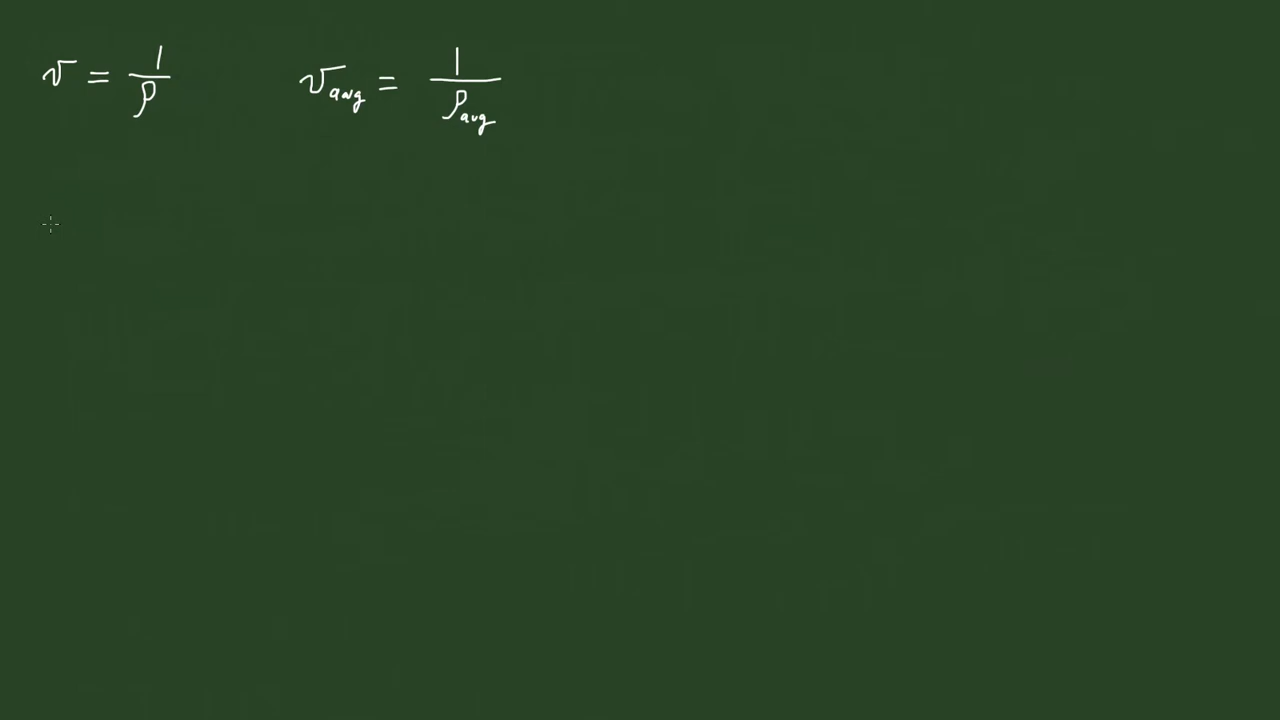 v = 1/ρ v_avg = 1/ρ_avg